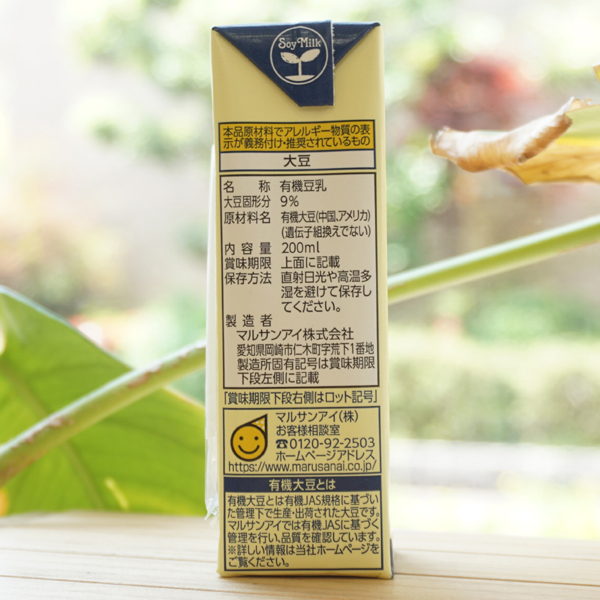 Soy Milk
本品原材料でアレルギー物質の表
示が義務付け・推奨されているもの
大豆
名称 有機豆乳
大豆固形分 9%
原材料名 有機大豆(中国、アメリカ)
(遺伝子組換えでない)
内容量 200ml
賞味期限 上面に記載
保存方法 直射日光や高温多
湿を避けて保存し
てください。
製造者
マルサンアイ株式会社
愛知県岡崎市仁木町字荒下1番地
製造所固有記号は賞味期限
下段左側に記載
「賞味期限下段右側はロット記号」
マルサンアイ(株)
お客様相談室
☎0120-92-2503
ホームページアドレス
https://www.marusanai.co.jp/
有機大豆とは
有機大豆とは有機JAS規格に基づい
た管理下で生産・出荷された大豆です。
マルサンアイでは有機JASに基づく
管理を行い、品質を確認しています。
※詳しい情報は当社ホームページを
ご覧ください。